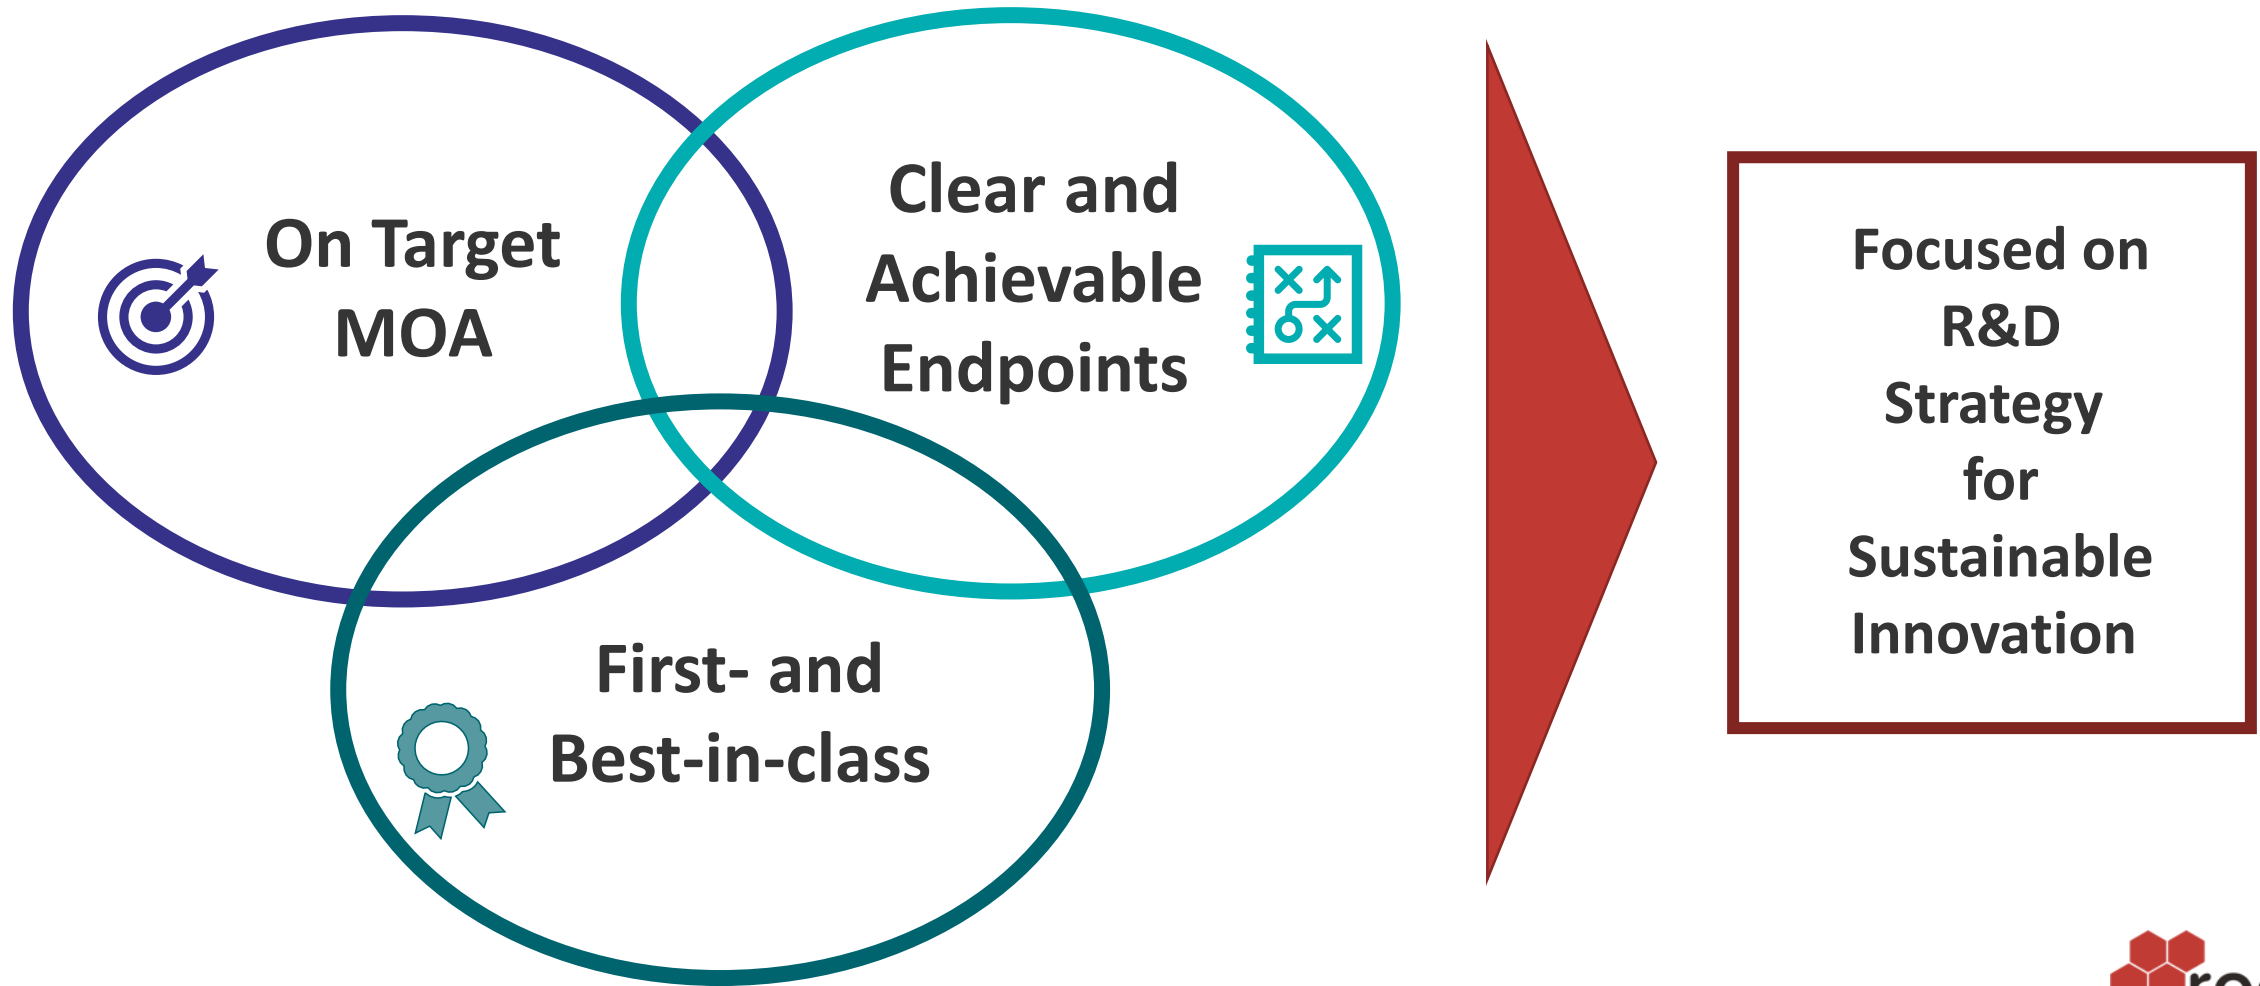 On Target
MOA
Clear and
Achievable
Endpoints
First- and
Best-in-class
Focused on
R&D
Strategy
for
Sustainable
Innovation